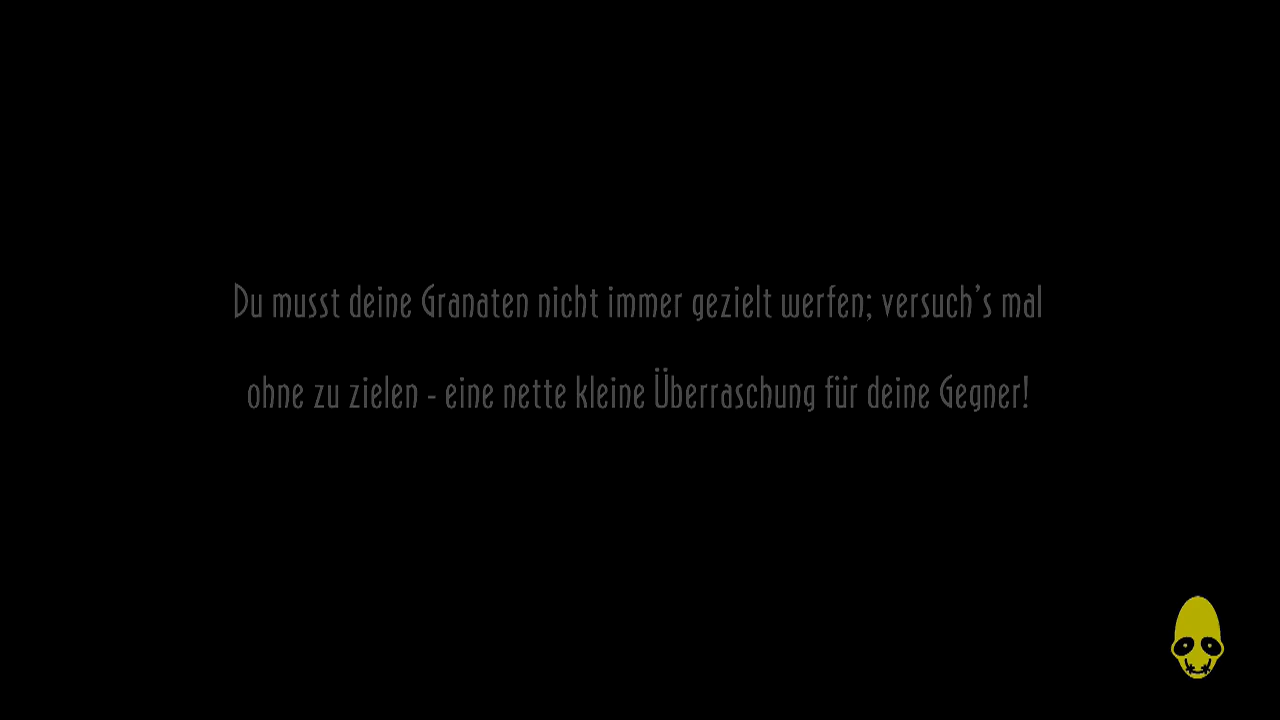 Du musst deine Granaten nicht immer gezielt werfen; versuch's mal
ohne zu zielen - eine nette kleine Überraschung für deine Gegner!